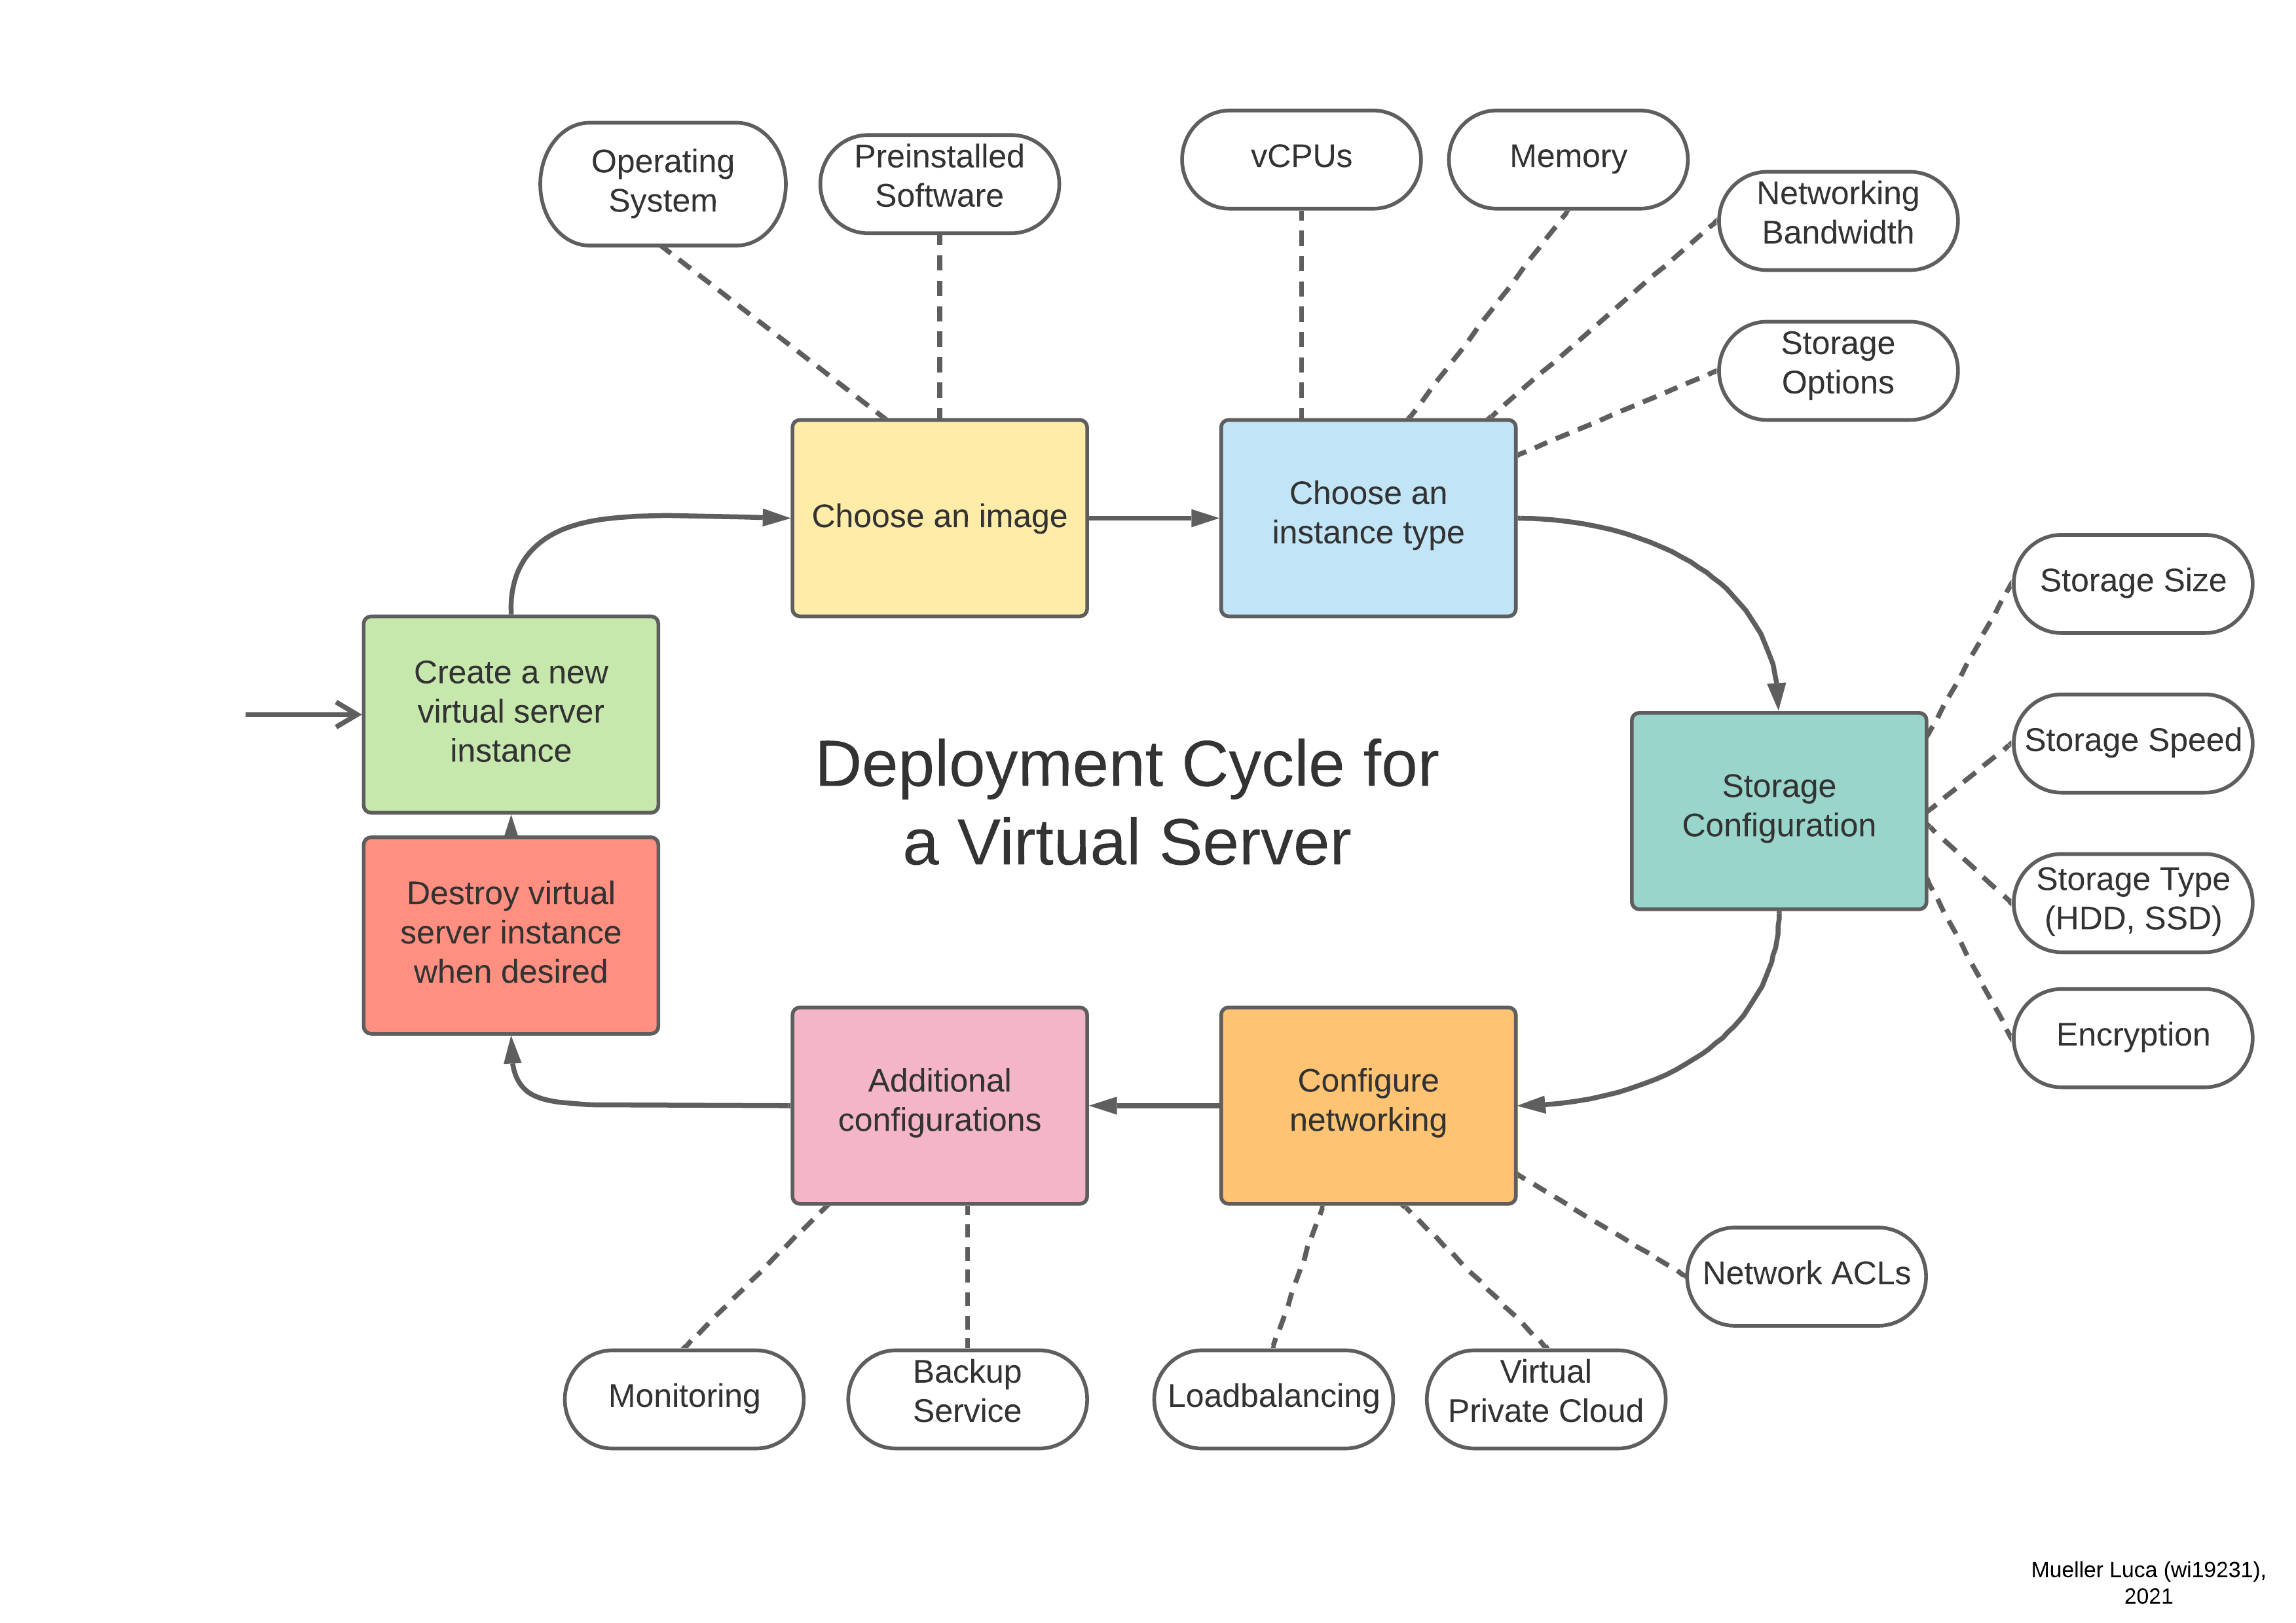 Operating
System
Preinstalled
Software
vCPUs
Memory
Networking
Bandwidth
Storage
Options
Choose an image
Choose an
instance type
Storage Size
Storage Speed
Storage Type
(HDD, SSD)
Encryption
Create a new
virtual server
instance
Deployment Cycle for
a Virtual Server
Storage
Configuration
Destroy virtual
server instance
when desired
Additional
configurations
Configure
networking
Network ACLs
Monitoring
Backup
Service
Loadbalancing
Virtual
Private Cloud
Mueller Luca (wi19231),
2021